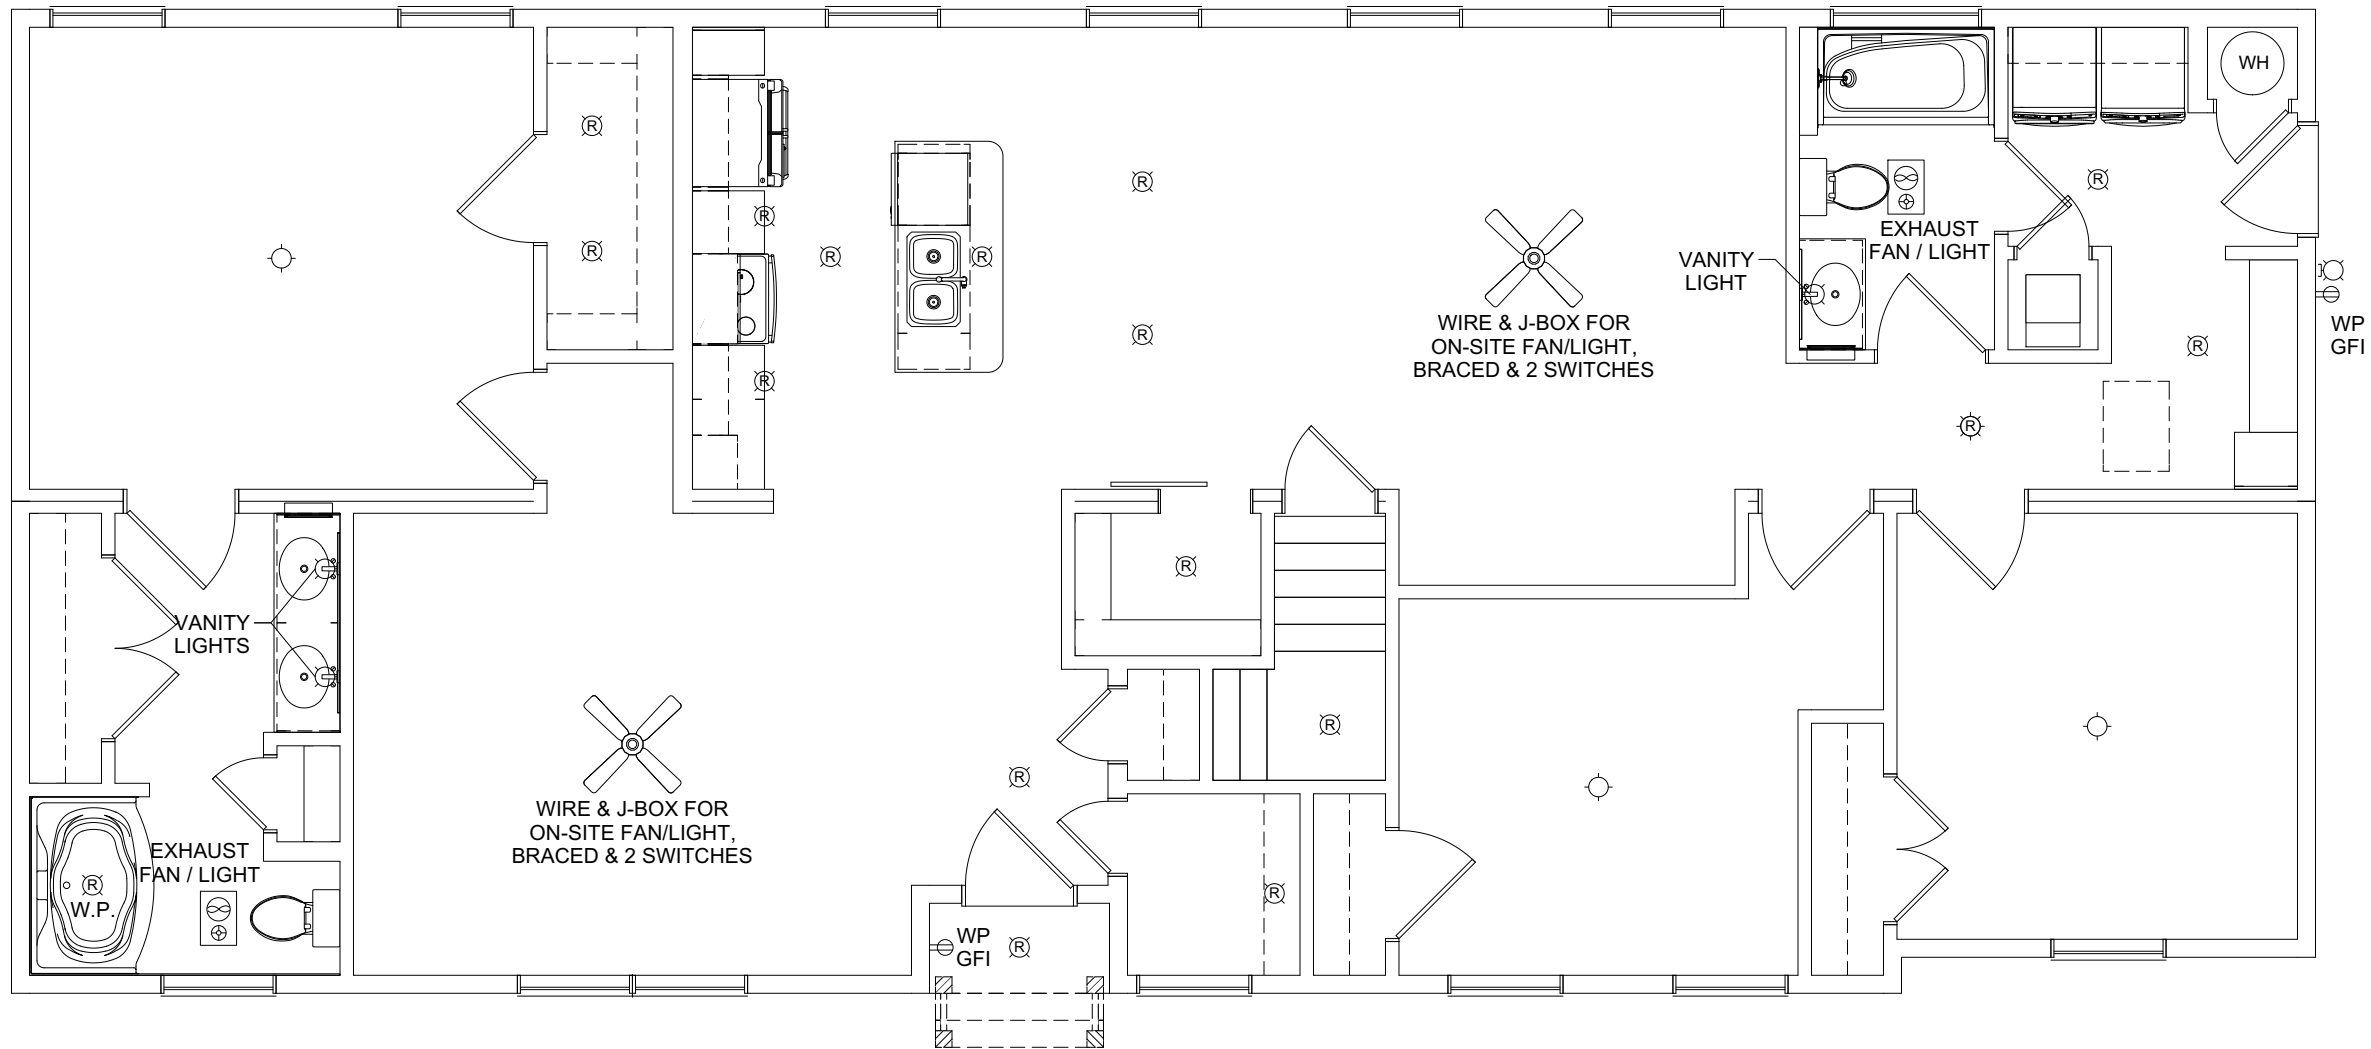 R
R
R
R
R
R
R
R
WIRE & J-BOX FOR
ON-SITE FAN/LIGHT,
BRACED & 2 SWITCHES
VANITY
LIGHT
EXHAUST
FAN / LIGHT
WH
R
R
R
WP
GFI
VANITY
LIGHTS
EXHAUST
FAN / LIGHT
R
W.P.
WIRE & J-BOX FOR
ON-SITE FAN/LIGHT,
BRACED & 2 SWITCHES
R
R
R
R
WP
GFI
R